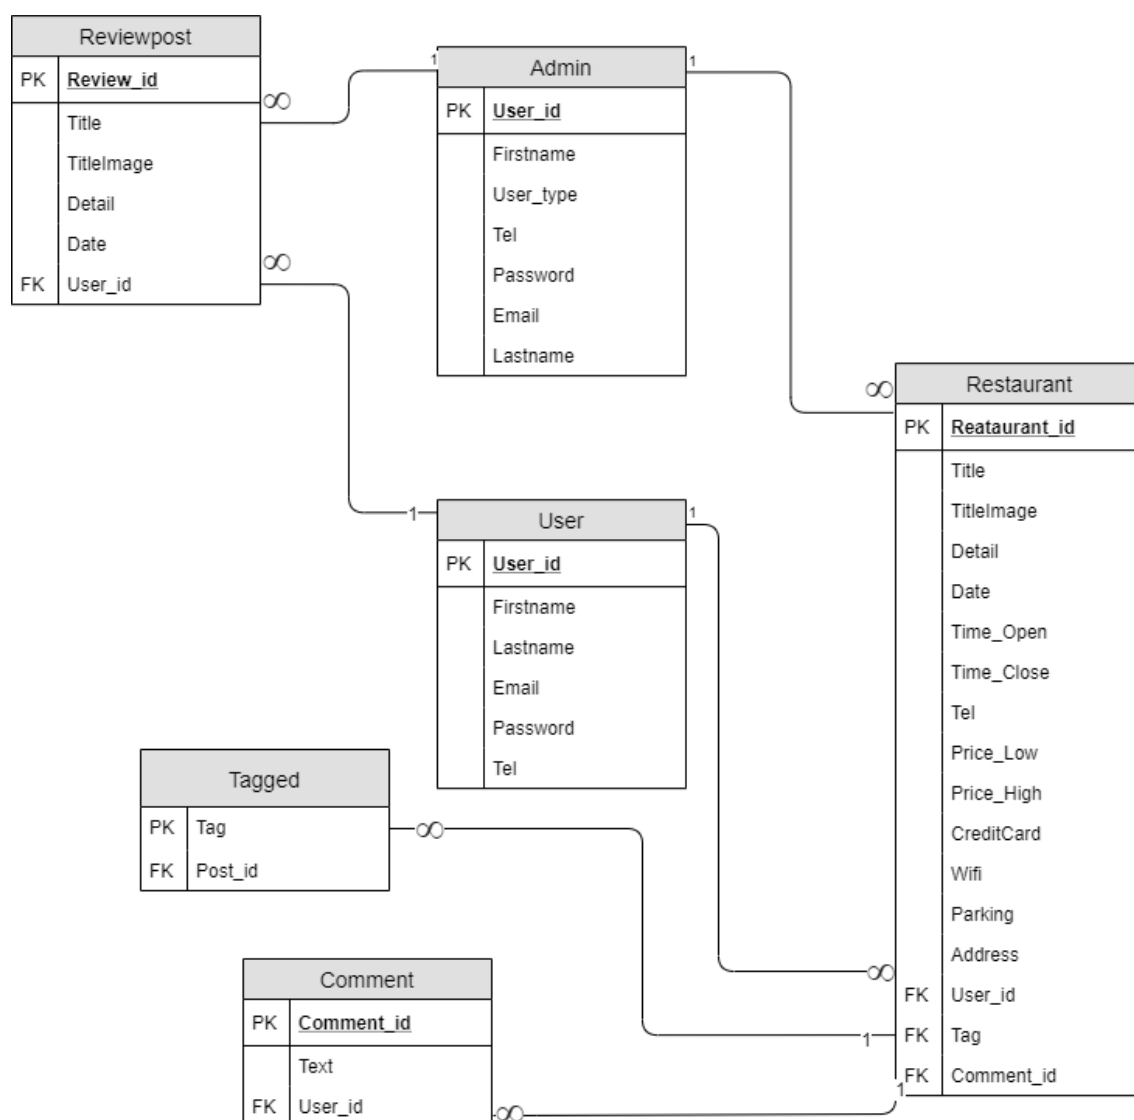 Reviewpost
PK Review_id
Title
TitleImage
Detail
Date
FK User_id
∞
∞
1
Admin
1
PK User_id
Firstname
User_type
Tel
Password
Email
Lastname
1
User
1
PK User_id
Firstname
Lastname
Email
Password
Tel
∞
Restaurant
PK Reataurant_id
Title
TitleImage
Detail
Date
Time_Open
Time_Close
Tel
Price_Low
Price_High
CreditCard
Wifi
Parking
Address
∞
FK User_id
1
FK Tag
FK Comment_id
1
Tagged
PK Tag
FK Post_id
∞
Comment
PK Comment_id
Text
FK User_id
∞